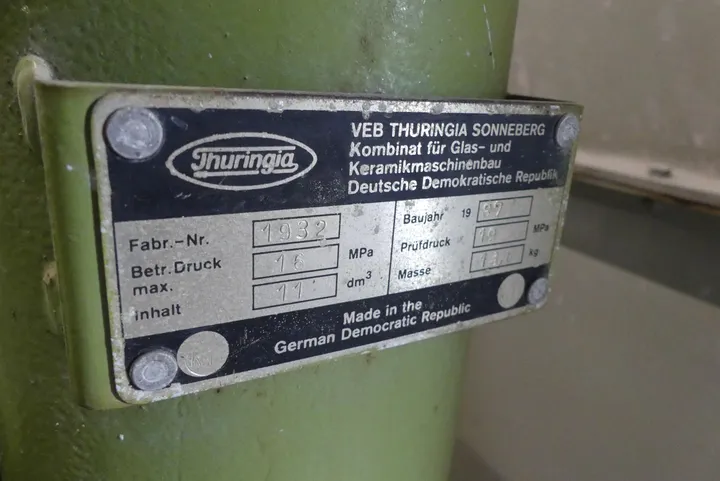 Thuringia
VEB THURINGIA SONNEBERG
Kombinat für Glas- und
Keramikmaschinenbau
Deutsche Demokratische Republik
Fabr.-Nr. 1932
Betr. Druck 16 MPa
max.
Inhalt 11 dm³
Baujahr 19
Prüfdruck MPa
Masse kg
Made in the
German Democratic Republic